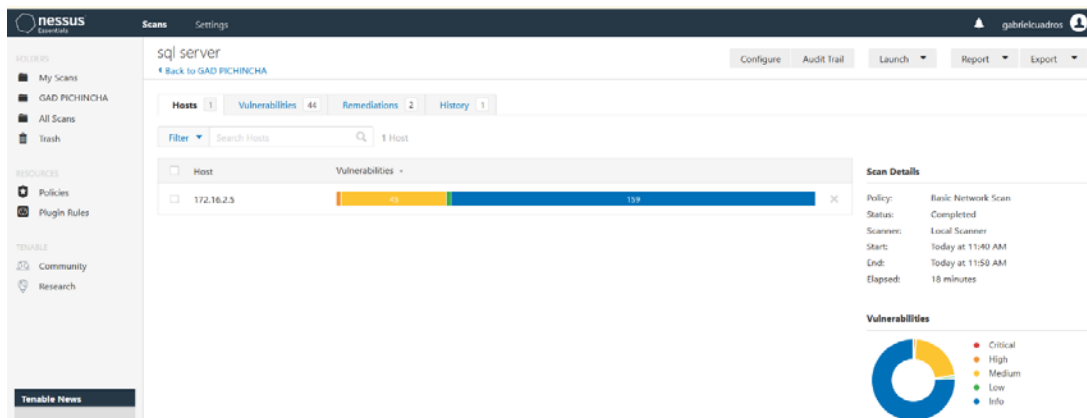 nessus
Essentials
Scans Settings
gabrielcuadros
FOLDERS
My Scans
GAD PICHINCHA
All Scans
Trash
RESOURCES
Policies
Plugin Rules
TENABLE
Community
Research
Tenable News
sql server
Back to GAD PICHINCHA
Configure Audit Trail Launch Report Export
Hosts 1 Vulnerabilities 44 Remediations 2 History 1
Filter Search Hosts 1 Host
Host Vulnerabilities
172.16.2.5 159
Scan Details
Policy: Basic Network Scan
Status: Completed
Scanner: Local Scanner
Start: Today at 11:40 AM
End: Today at 11:58 AM
Elapsed: 18 minutes
Vulnerabilities
Critical
High
Medium
Low
Info